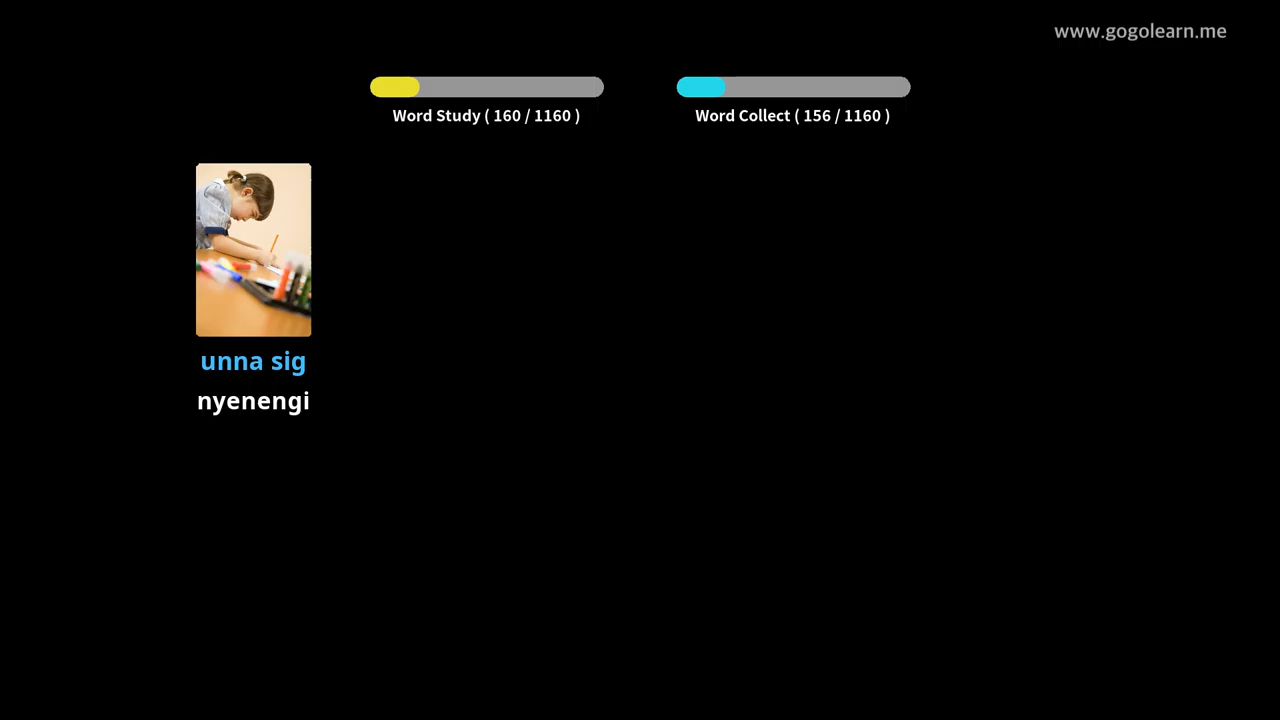 www.gogolearn.me
Word Study ( 160 / 1160 )
Word Collect ( 156 / 1160 )
unna sig
nyenengi